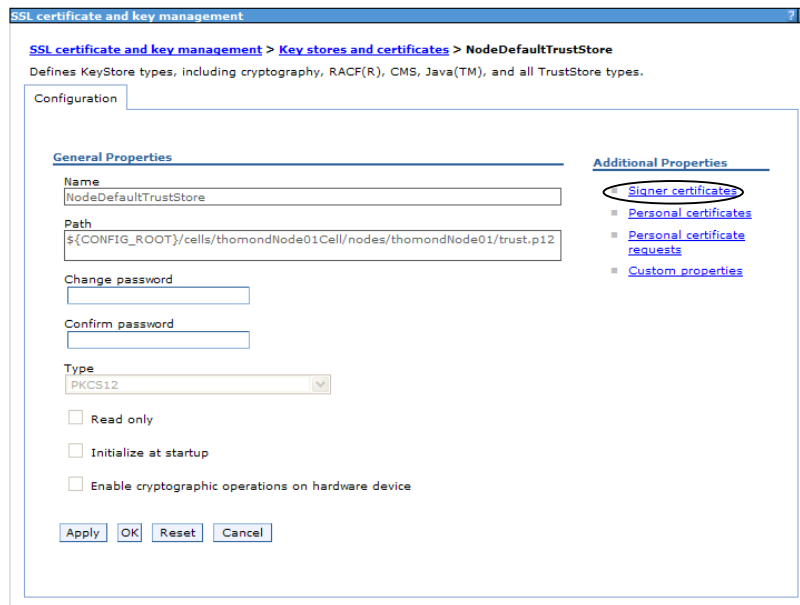 SSL certificate and key management ?
SSL certificate and key management > Key stores and certificates > NodeDefaultTrustStore
Defines KeyStore types, including cryptography, RACF(R), CMS, Java(TM), and all TrustStore types.
Configuration
General Properties
Name
NodeDefaultTrustStore
Path
${CONFIG_ROOT}/cells/thomondNode01Cell/nodes/thomondNode01/trust.p12
Change password
Confirm password
Type
PKCS12
Read only
Initialize at startup
Enable cryptographic operations on hardware device
Apply OK Reset Cancel
Additional Properties
Signer certificates
Personal certificates
Personal certificate
requests
Custom properties